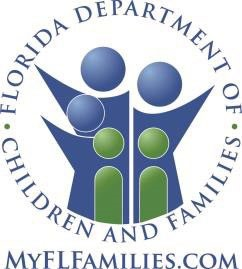 • FLORIDA DEPARTMENT OF •
CHILDREN AND FAMILIES
MYFLFAMILIES.COM